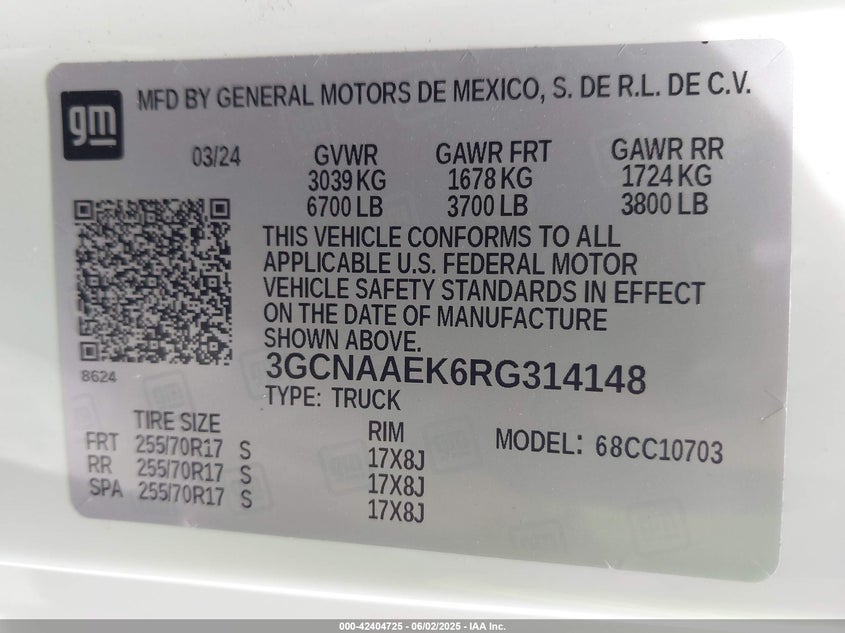 gm
MFD BY GENERAL MOTORS DE MEXICO, S. DE R.L. DE C.V.
03/24 GVWR GAWR FRT GAWR RR
3039 KG 1678 KG 1724 KG
6700 LB 3700 LB 3800 LB
THIS VEHICLE CONFORMS TO ALL
APPLICABLE U.S. FEDERAL MOTOR
VEHICLE SAFETY STANDARDS IN EFFECT
ON THE DATE OF MANUFACTURE
SHOWN ABOVE.
8624
3GCNAAEK6RG314148
TYPE: TRUCK
TIRE SIZE RIM MODEL: 68CC10703
FRT 255/70R17 S 17X8J
RR 255/70R17 S 17X8J
SPA 255/70R17 S 17X8J
000-42404725 - 06/02/2025 - IAA Inc.